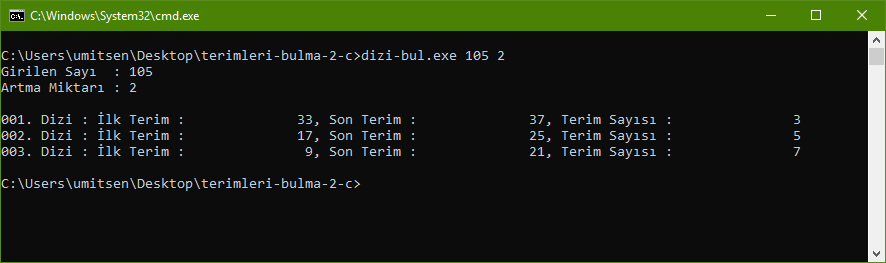 C:\Windows\System32\cmd.exe
C:\Users\umitsen\Desktop\terimleri-bulma-2-c>dizi-bul.exe 105 2
Girilen Sayı  : 105
Artma Miktarı : 2
001. Dizi : İlk Terim :              33, Son Terim :              37, Terim Sayısı :               3
002. Dizi : İlk Terim :              17, Son Terim :              25, Terim Sayısı :               5
003. Dizi : İlk Terim :               9, Son Terim :              21, Terim Sayısı :               7
C:\Users\umitsen\Desktop\terimleri-bulma-2-c>